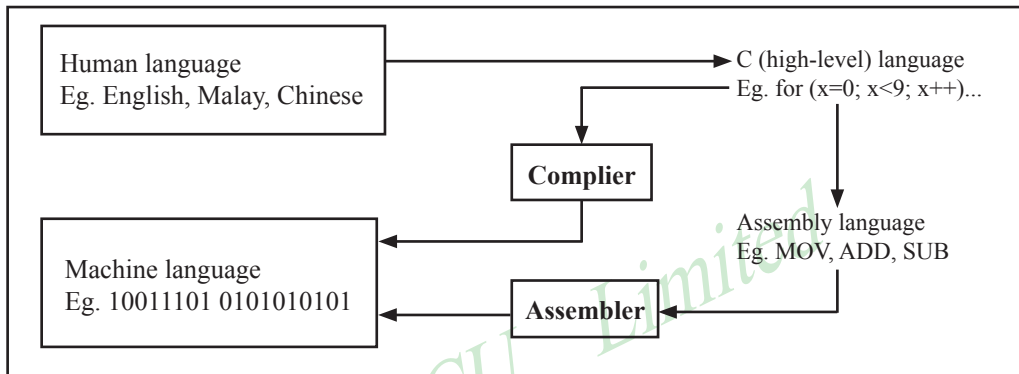 Human language
Eg. English, Malay, Chinese
C (high-level) language
Eg. for (x=0; x<9; x++)...
Complier
Assembly language
Eg. MOV, ADD, SUB
Machine language
Eg. 10011101 0101010101
Assembler
Limited